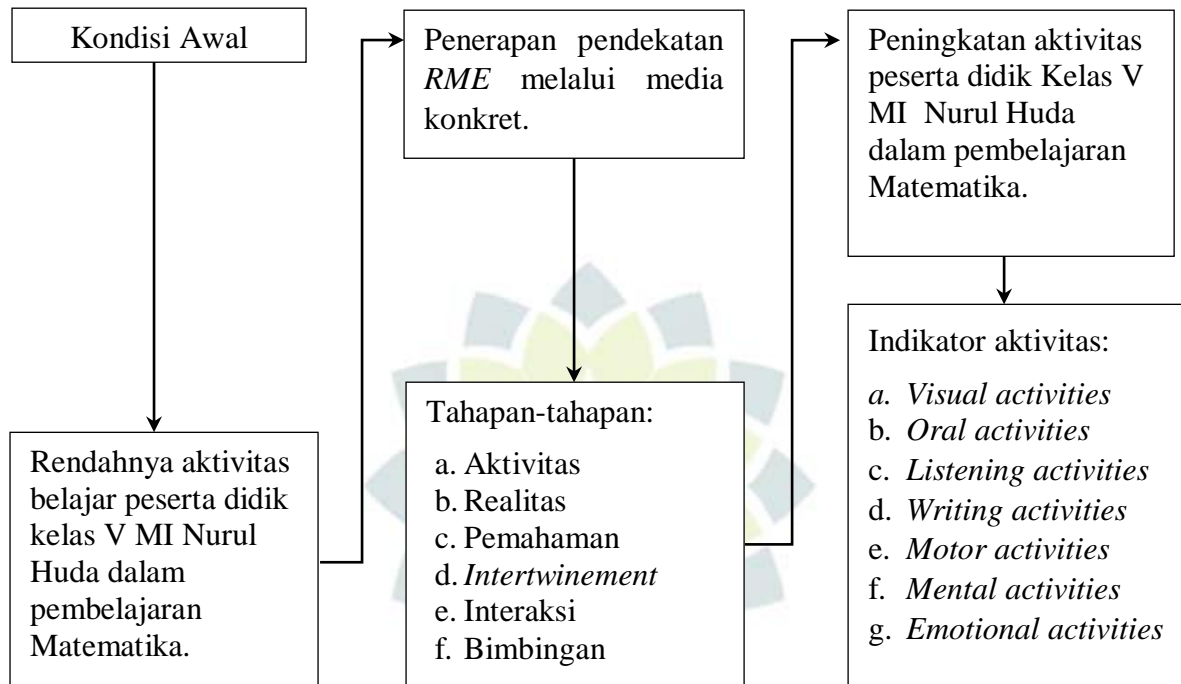 Kondisi Awal
Rendahnya aktivitas
belajar peserta didik
kelas V MI Nurul
Huda dalam
pembelajaran
Matematika.
Penerapan pendekatan
RME melalui media
konkret.
Tahapan-tahapan:
a. Aktivitas
b. Realitas
c. Pemahaman
d. Intertwinement
e. Interaksi
f. Bimbingan
Peningkatan aktivitas
peserta didik Kelas V
MI Nurul Huda
dalam pembelajaran
Matematika.
Indikator aktivitas:
a. Visual activities
b. Oral activities
c. Listening activities
d. Writing activities
e. Motor activities
f. Mental activities
g. Emotional activities